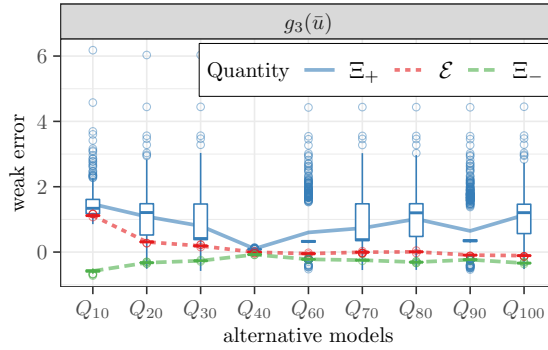 g₃(ū)
Quantity Ξ₊ ℰ Ξ₋
weak error
6
4
2
0
Q₁₀ Q₂₀ Q₃₀ Q₄₀ Q₆₀ Q₇₀ Q₈₀ Q₉₀ Q₁₀₀
alternative models